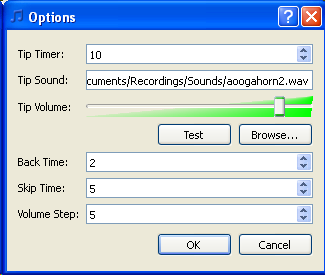 Options
Tip Timer: 10
Tip Sound: cuments/Recordings/Sounds/aoogahorn2.wav
Tip Volume:
Test Browse...
Back Time: 2
Skip Time: 5
Volume Step: 5
OK Cancel